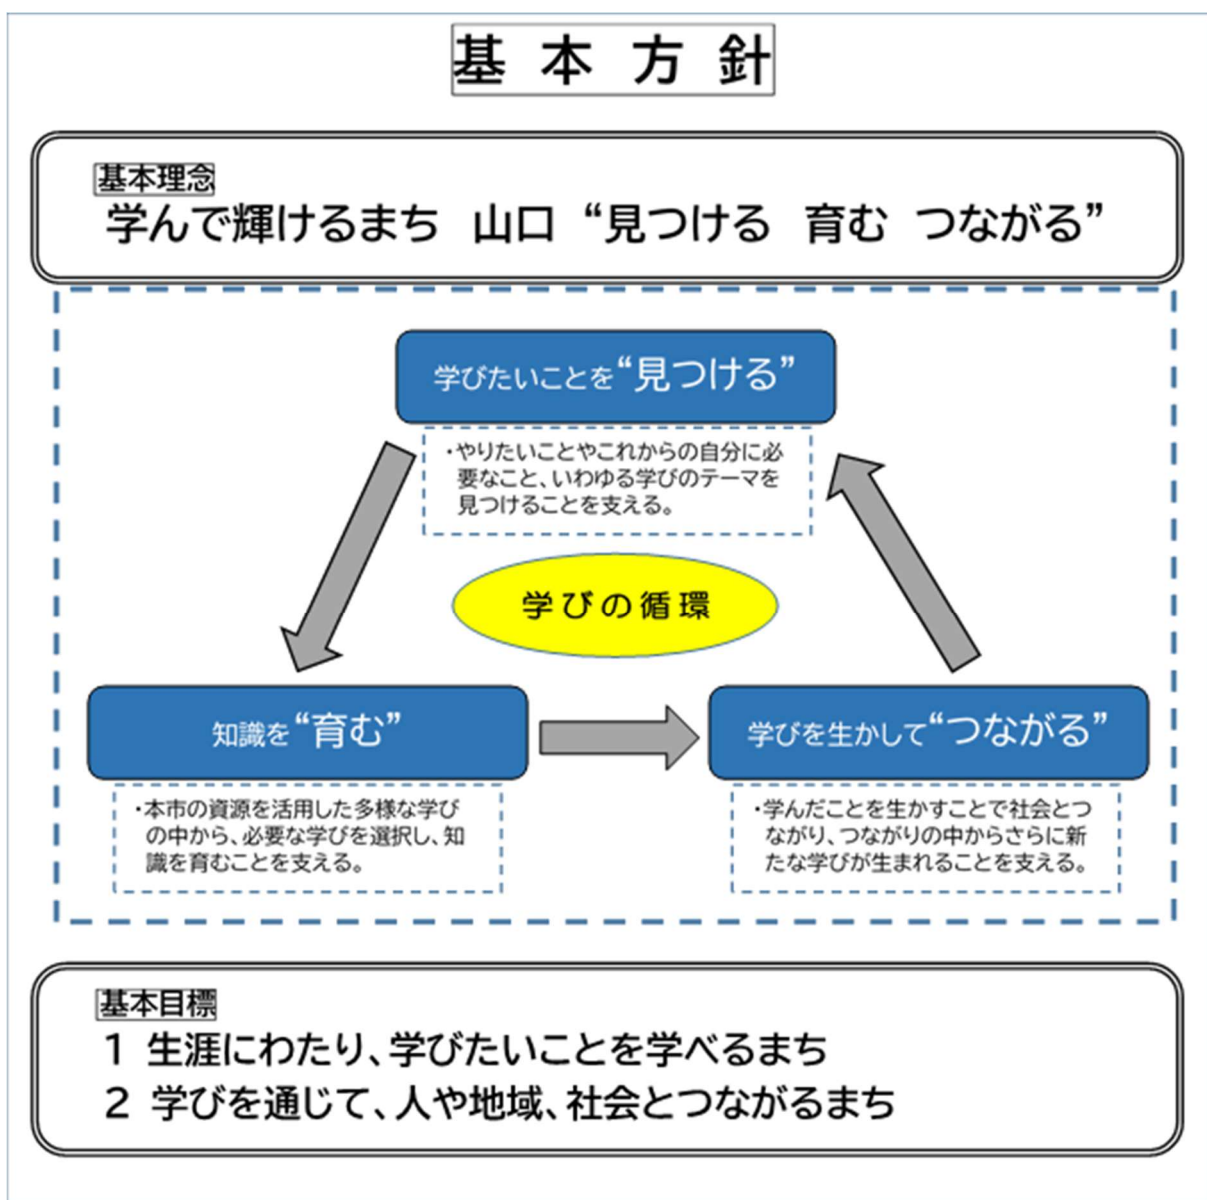 基本方針
基本理念
学んで輝けるまち 山口 “見つける 育む つながる”
学びたいことを“見つける”
・やりたいことやこれからの自分に必
要なこと、いわゆる学びのテーマを
見つけることを支える。
学びの循環
知識を“育む”
・本市の資源を活用した多様な学び
の中から、必要な学びを選択し、知
識を育むことを支える。
学びを生かして“つながる”
・学んだことを生かすことで社会とつ
ながり、つながりの中からさらに新
たな学びが生まれることを支える。
基本目標
1 生涯にわたり、学びたいことを学べるまち
2 学びを通じて、人や地域、社会とつながるまち